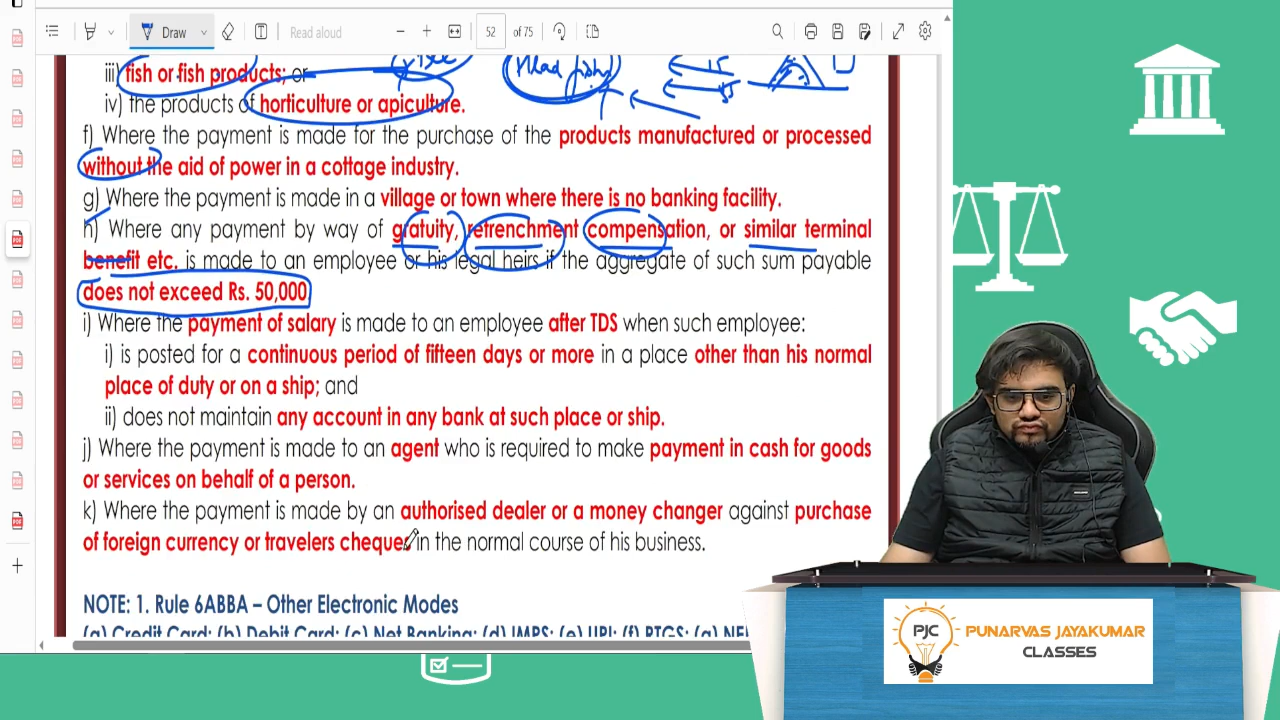 Draw
Read aloud
52 of 75
iii) fish or fish products; or
iv) the products of horticulture or apiculture.
f) Where the payment is made for the purchase of the products manufactured or processed
without the aid of power in a cottage industry.
g) Where the payment is made in a village or town where there is no banking facility.
h) Where any payment by way of gratuity, retrenchment compensation, or similar terminal
benefit etc. is made to an employee or his legal heirs if the aggregate of such sum payable
does not exceed Rs. 50,000
i) Where the payment of salary is made to an employee after TDS when such employee:
i) is posted for a continuous period of fifteen days or more in a place other than his normal
place of duty or on a ship; and
ii) does not maintain any account in any bank at such place or ship.
j) Where the payment is made to an agent who is required to make payment in cash for goods
or services on behalf of a person.
k) Where the payment is made by an authorised dealer or a money changer against purchase
of foreign currency or travelers cheque in the normal course of his business.
NOTE: 1. Rule 6ABBA – Other Electronic Modes
(a) Credit Card; (b) Debit Card; (c) Net Banking; (d) IMPS; (e) UPI; (f) RTGS; (g)
PJC
PUNARVAS JAYAKUMAR
CLASSES